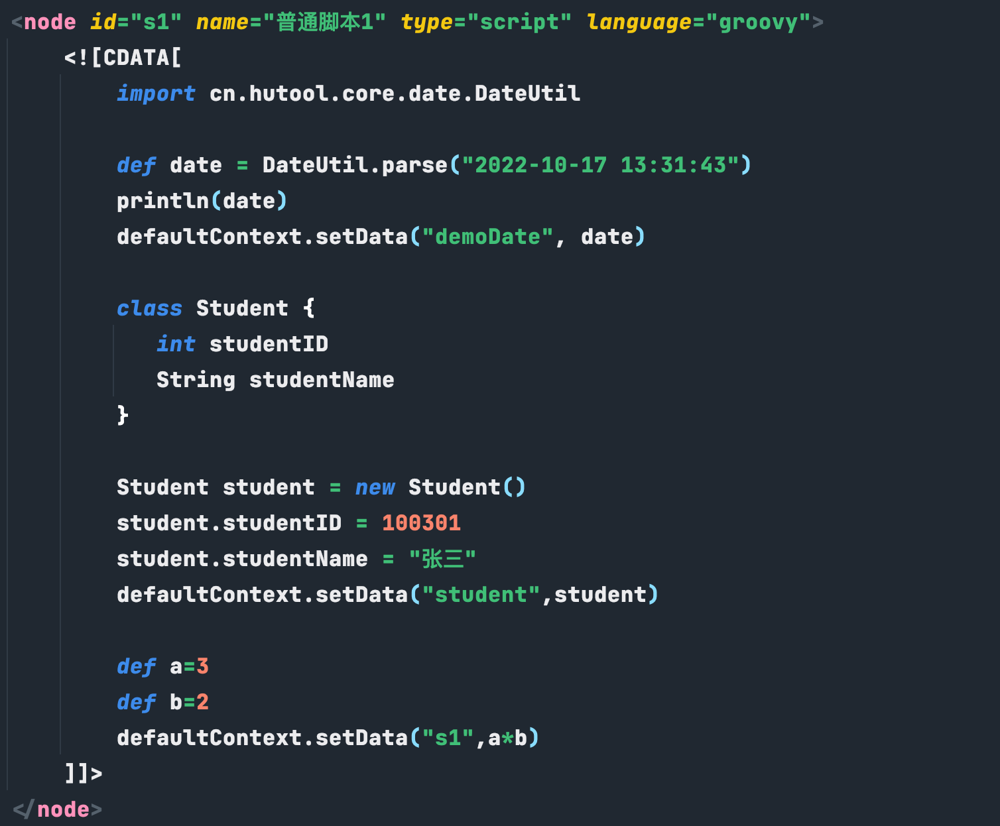 <node id="s1" name="普通脚本1" type="script" language="groovy">
<![CDATA[
import cn.hutool.core.date.DateUtil
def date = DateUtil.parse("2022-10-17 13:31:43")
println(date)
defaultContext.setData("demoDate", date)
class Student {
int studentID
String studentName
}
Student student = new Student()
student.studentID = 100301
student.studentName = "张三"
defaultContext.setData("student",student)
def a=3
def b=2
defaultContext.setData("s1",a*b)
]]>
</node>